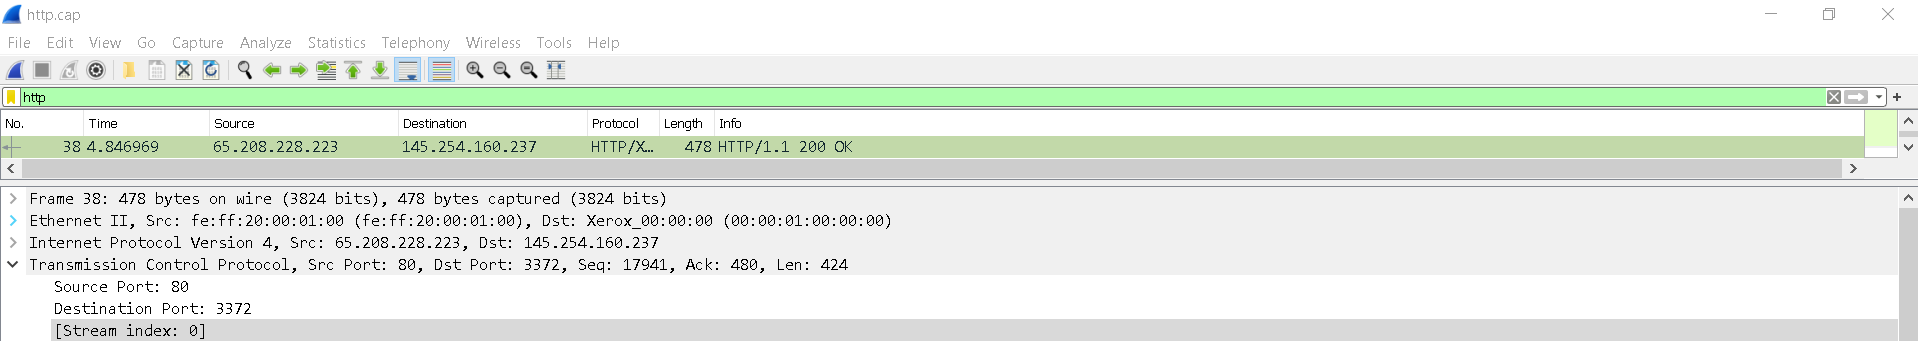 http.cap
File Edit View Go Capture Analyze Statistics Telephony Wireless Tools Help
http
No. Time Source Destination Protocol Length Info
38 4.846969 65.208.228.223 145.254.160.237 HTTP/X... 478 HTTP/1.1 200 OK
Frame 38: 478 bytes on wire (3824 bits), 478 bytes captured (3824 bits)
Ethernet II, Src: fe:ff:20:00:01:00 (fe:ff:20:00:01:00), Dst: Xerox_00:00:00 (00:00:01:00:00:00)
Internet Protocol Version 4, Src: 65.208.228.223, Dst: 145.254.160.237
Transmission Control Protocol, Src Port: 80, Dst Port: 3372, Seq: 17941, Ack: 480, Len: 424
Source Port: 80
Destination Port: 3372
[Stream index: 0]